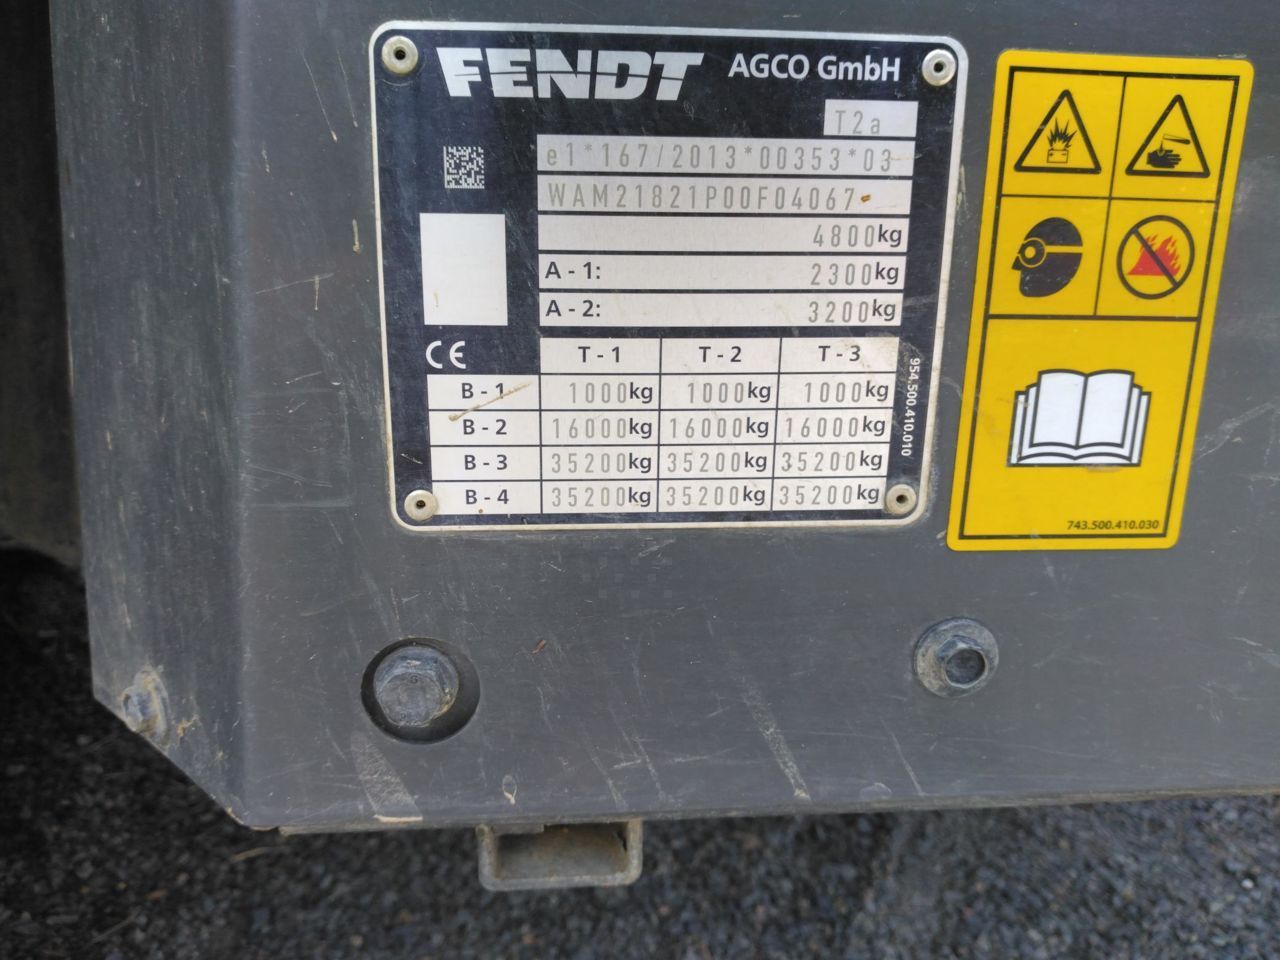 FENDT AGCO GmbH
T2a
e1*167/2013*00353*03
WAM21821P00F04067
4800kg
A - 1: 2300kg
A - 2: 3200kg
CE T - 1 T - 2 T - 3
B - 1 1000kg 1000kg 1000kg
B - 2 16000kg 16000kg 16000kg
B - 3 35200kg 35200kg 35200kg
B - 4 35200kg 35200kg 35200kg
954.500.410.010
743.500.410.030